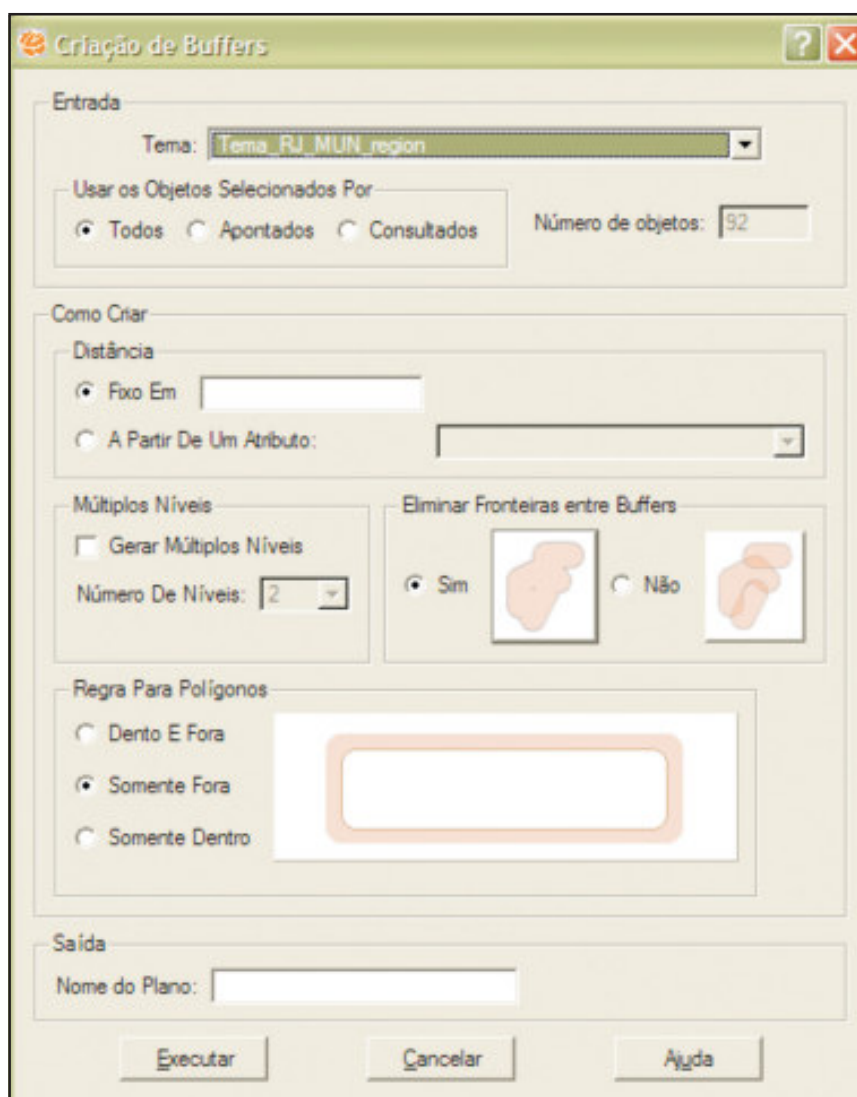 Criação de Buffers
Entrada
Tema: Tema_RJ_MUN_region
Usar os Objetos Selecionados Por
Todos Apontados Consultados Número de objetos: 92
Como Criar
Distância
Fixo Em
A Partir De Um Atributo:
Múltiplos Níveis Eliminar Fronteiras entre Buffers
Gerar Múltiplos Níveis
Sim Não
Número De Níveis: 2
Regra Para Polígonos
Dento E Fora
Somente Fora
Somente Dentro
Saída
Nome do Plano:
Executar Cancelar Ajuda